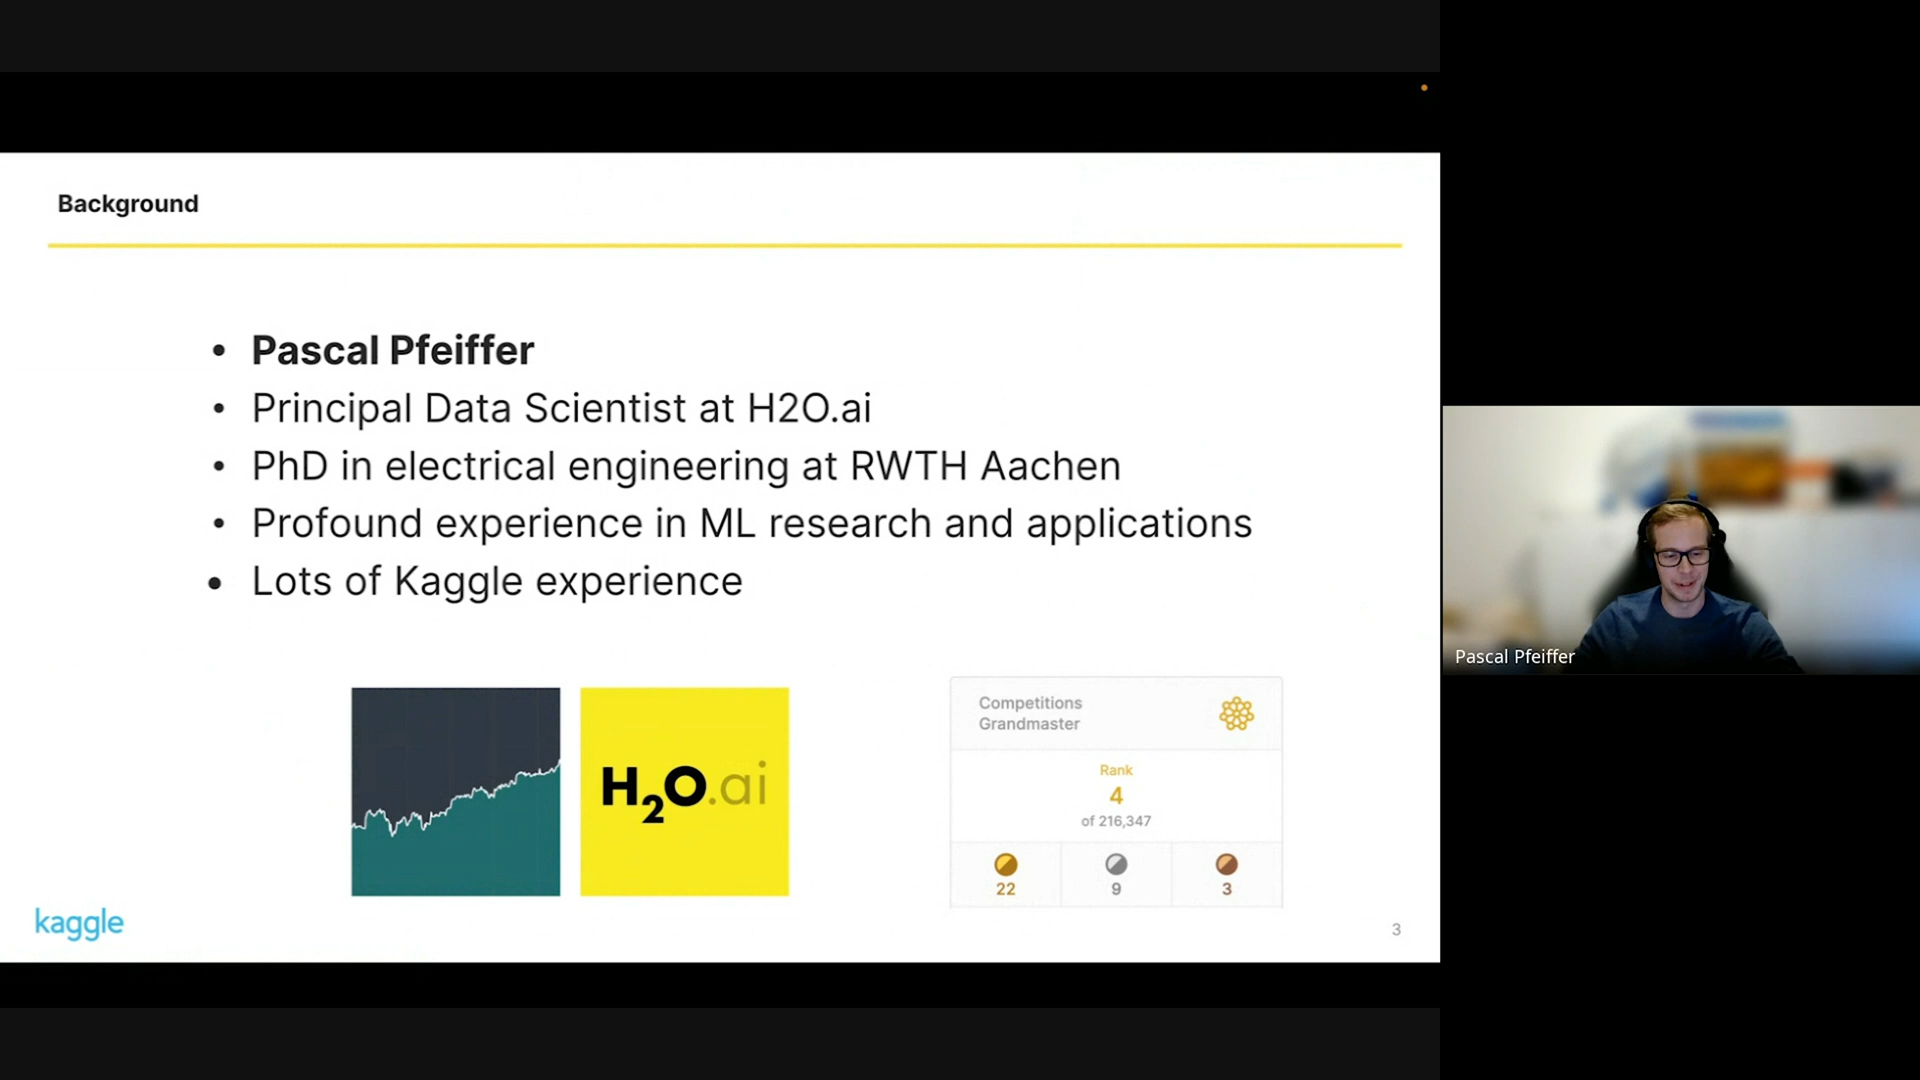 Background
Pascal Pfeiffer
Principal Data Scientist at H2O.ai
PhD in electrical engineering at RWTH Aachen
Profound experience in ML research and applications
Lots of Kaggle experience
H2O.ai
Competitions
Grandmaster
Rank
4
of 216,347
22 9 3
kaggle
3
Pascal Pfeiffer